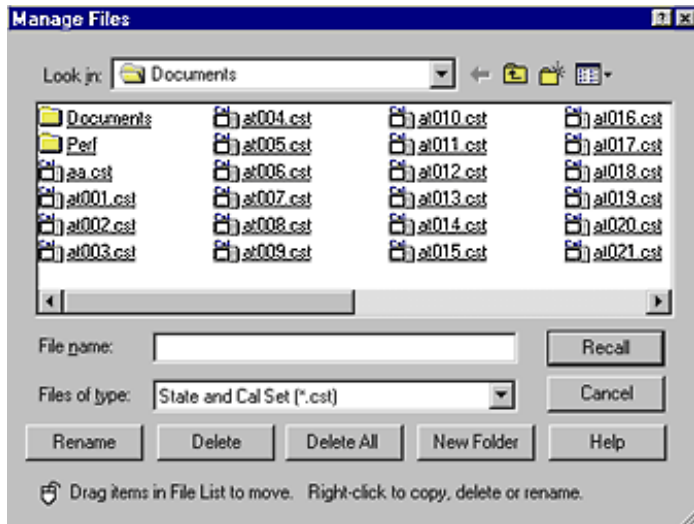 Manage Files
Look in: Documents
Documents at004.cst at010.cst at016.cst
Perf at005.cst at011.cst at017.cst
aa.cst at006.cst at012.cst at018.cst
at001.cst at007.cst at013.cst at019.cst
at002.cst at008.cst at014.cst at020.cst
at003.cst at009.cst at015.cst at021.cst
File name: Recall
Files of type: State and Cal Set (*.cst) Cancel
Rename Delete Delete All New Folder Help
Drag items in File List to move. Right-click to copy, delete or rename.